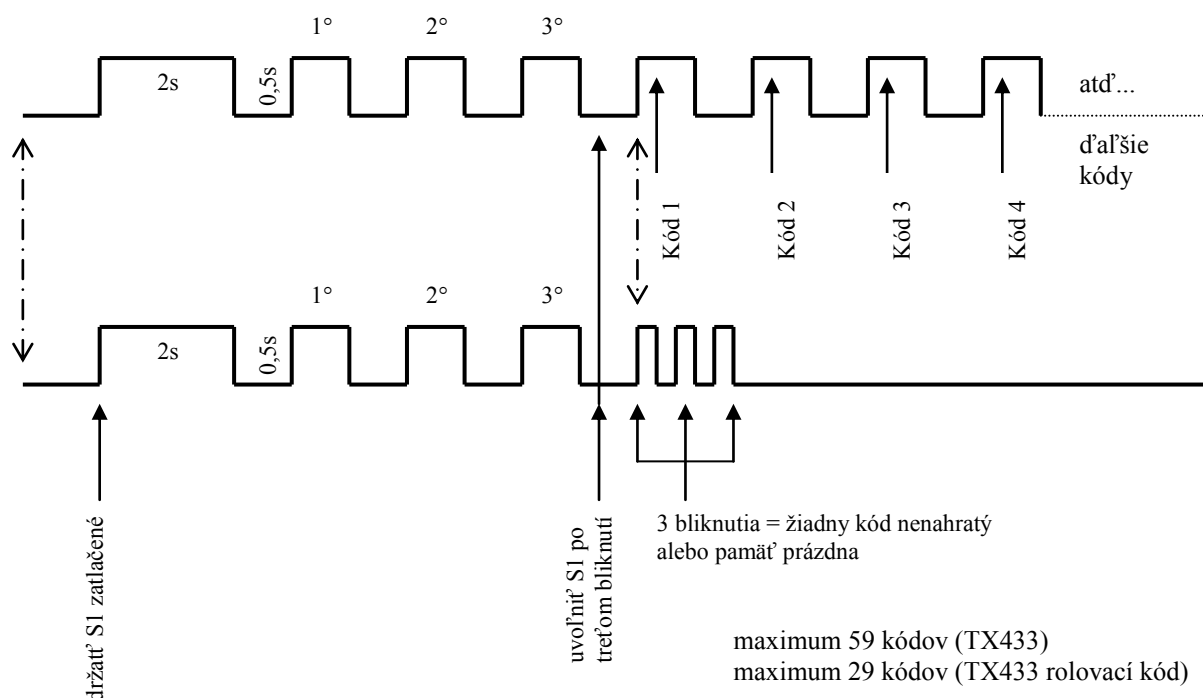 1°
2°
3°
2s
0,5s
atď...
ďaľšie
kódy
Kód 1
Kód 2
Kód 3
Kód 4
1°
2°
3°
2s
0,5s
držatť S1 zatlačené
uvoľniť S1 po
treťom bliknutí
3 bliknutia = žiadny kód nenahratý
alebo pamäť prázdna
maximum 59 kódov (TX433)
maximum 29 kódov (TX433 rolovací kód)